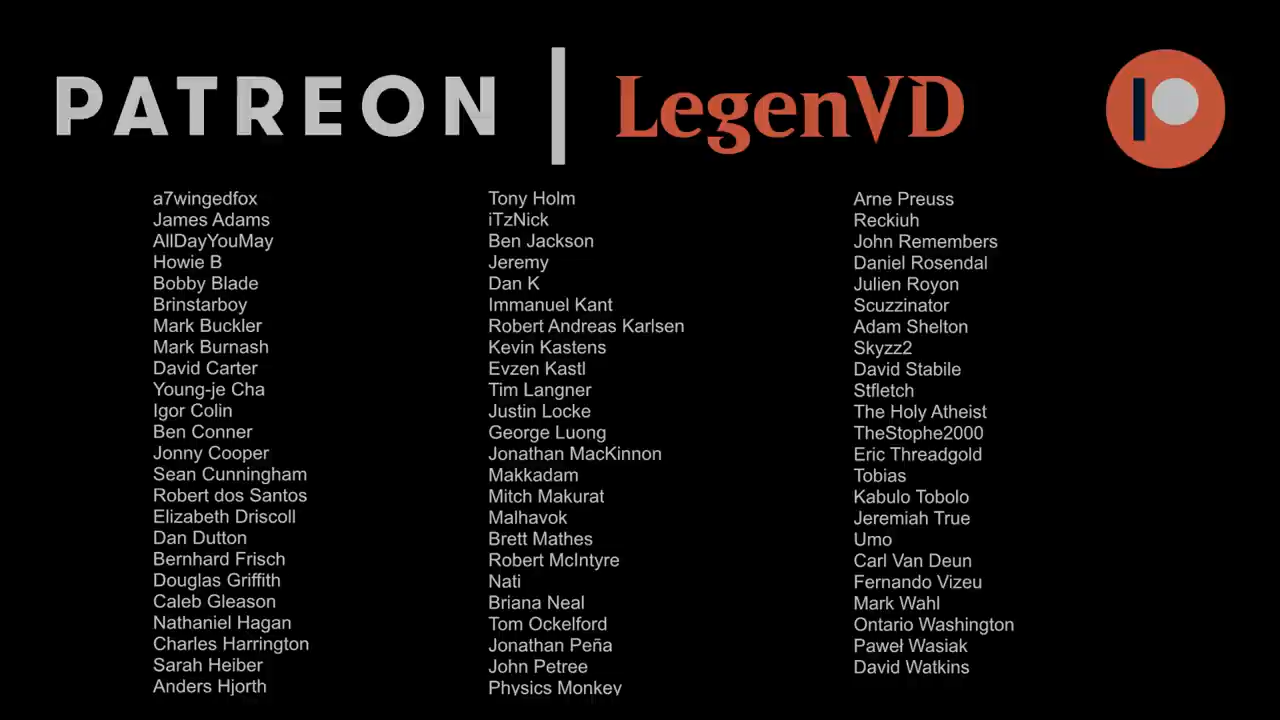 PATREON | LegenVD
a7wingedfox
James Adams
AllDayYouMay
Howie B
Bobby Blade
Brinstarboy
Mark Buckler
Mark Burnash
David Carter
Young-je Cha
Igor Colin
Ben Conner
Jonny Cooper
Sean Cunningham
Robert dos Santos
Elizabeth Driscoll
Dan Dutton
Bernhard Frisch
Douglas Griffith
Caleb Gleason
Nathaniel Hagan
Charles Harrington
Sarah Heiber
Anders Hjorth
Tony Holm
iTzNick
Ben Jackson
Jeremy
Dan K
Immanuel Kant
Robert Andreas Karlsen
Kevin Kastens
Evzen Kastl
Tim Langner
Justin Locke
George Luong
Jonathan MacKinnon
Makkadam
Mitch Makurat
Malhavok
Brett Mathes
Robert McIntyre
Nati
Briana Neal
Tom Ockelford
Jonathan Peña
John Petree
Physics Monkey
Arne Preuss
Reckiuh
John Remembers
Daniel Rosendal
Julien Royon
Scuzzinator
Adam Shelton
Skyzz2
David Stabile
Stfletch
The Holy Atheist
TheStophe2000
Eric Threadgold
Tobias
Kabulo Tobolo
Jeremiah True
Umo
Carl Van Deun
Fernando Vizeu
Mark Wahl
Ontario Washington
Paweł Wasiak
David Watkins